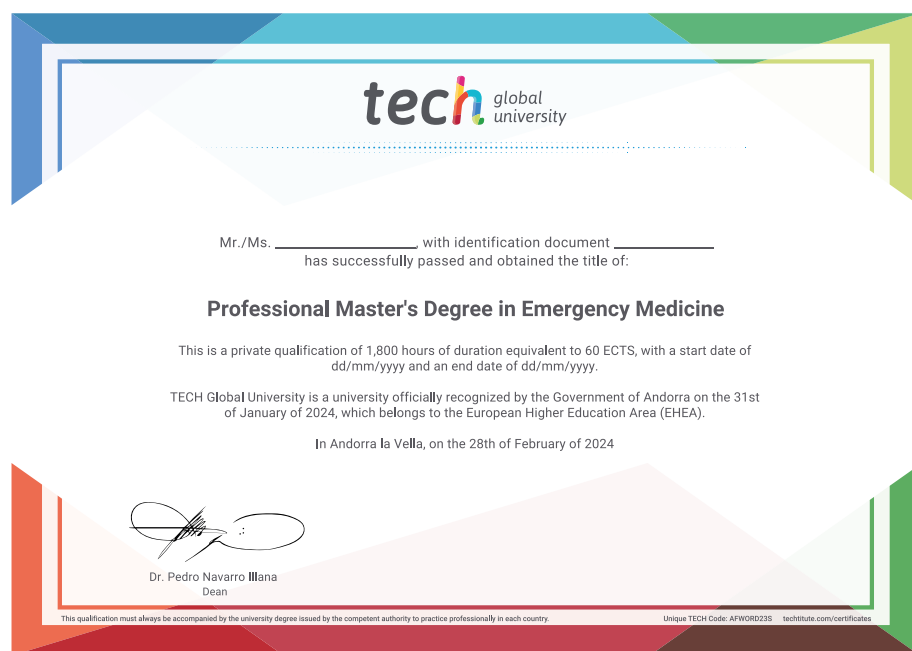 tech global
university
Mr./Ms. ________________, with identification document ____________
has successfully passed and obtained the title of:
Professional Master's Degree in Emergency Medicine
This is a private qualification of 1,800 hours of duration equivalent to 60 ECTS, with a start date of
dd/mm/yyyy and an end date of dd/mm/yyyy.
TECH Global University is a university officially recognized by the Government of Andorra on the 31st
of January of 2024, which belongs to the European Higher Education Area (EHEA).
In Andorra la Vella, on the 28th of February of 2024
Dr. Pedro Navarro Illana
Dean
This qualification must always be accompanied by the university degree issued by the competent authority to practice professionally in each country. Unique TECH Code: AFWORD23S techtitute.com/certificates